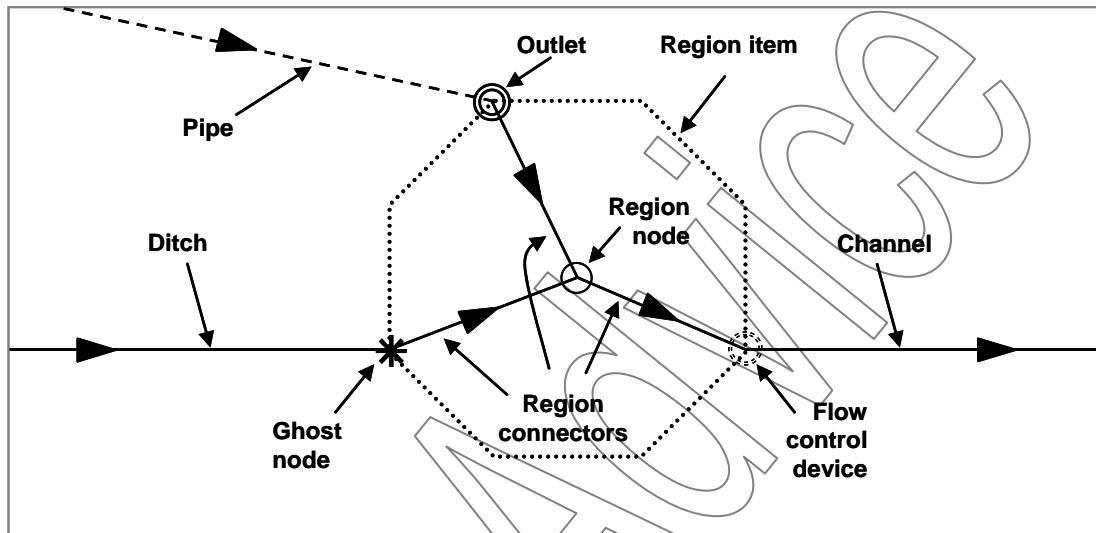 Outlet
Region item
Pipe
Region
node
Ditch
Channel
Region
connectors
Flow
control
device
Ghost
node
Advice